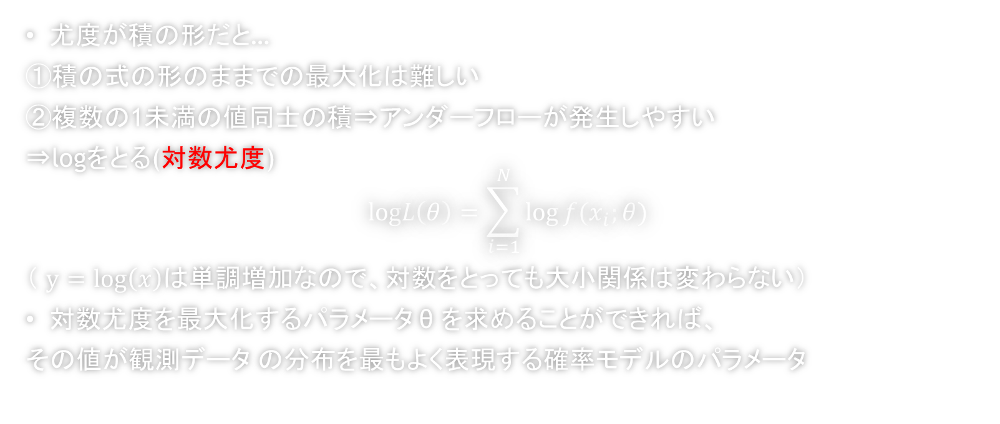 • 尤度が積の形だと…
①積の式の形のままでの最大化は難しい
②複数の1未満の値同士の積⇒アンダーフローが発生しやすい
⇒logをとる(対数尤度)
logL(θ) = ∑_{i=1}^{N} log f(x_i; θ)
（ y = log(x)は単調増加なので、対数をとっても大小関係は変わらない）
• 対数尤度を最大化するパラメータθ を求めることができれば、
その値が観測データ の分布を最もよく表現する確率モデルのパラメータ